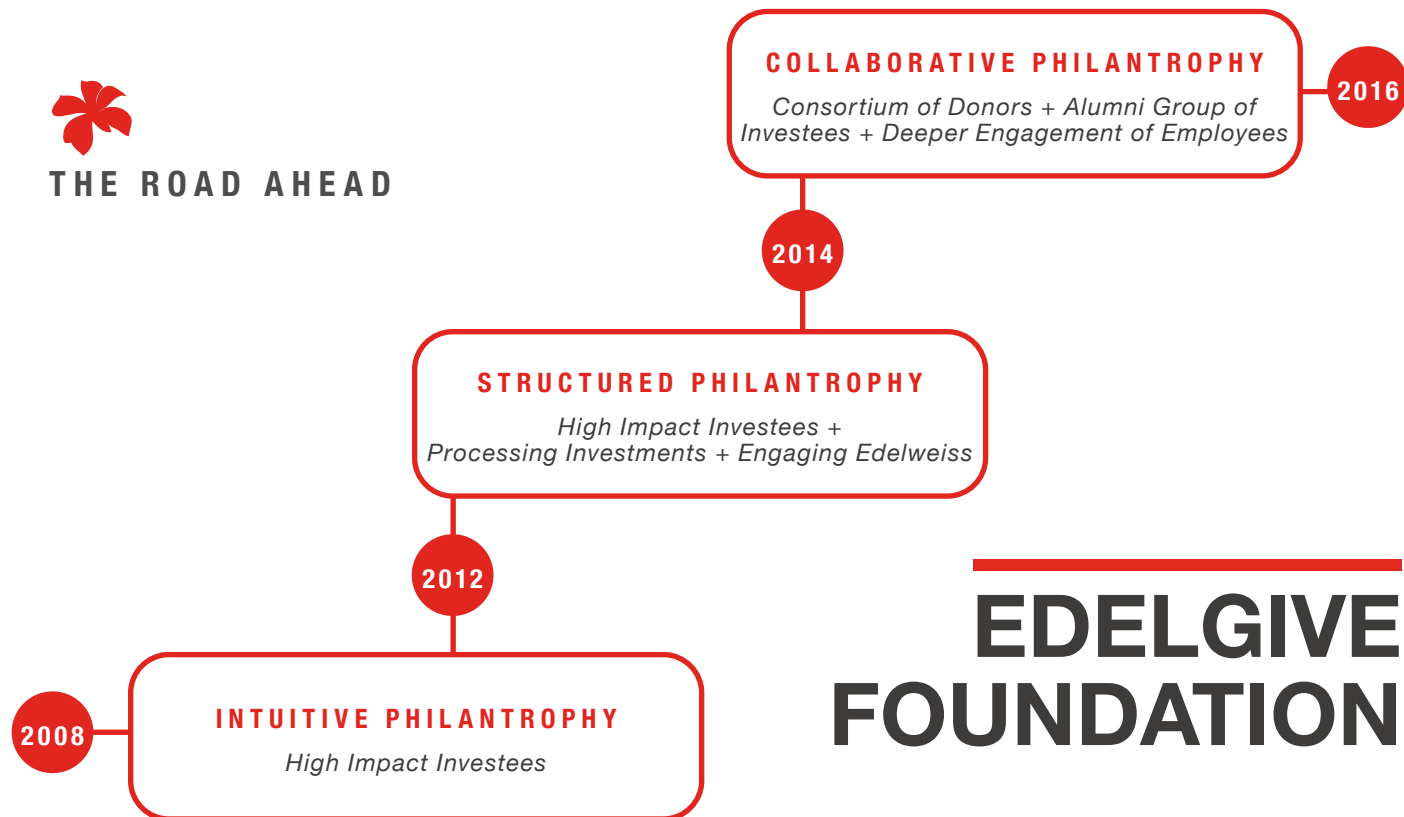 COLLABORATIVE PHILANTROPHY
Consortium of Donors + Alumni Group of
Investees + Deeper Engagement of Employees
2016
THE ROAD AHEAD
2014
STRUCTURED PHILANTROPHY
High Impact Investees +
Processing Investments + Engaging Edelweiss
2012
EDELGIVE
FOUNDATION
2008
INTUITIVE PHILANTROPHY
High Impact Investees